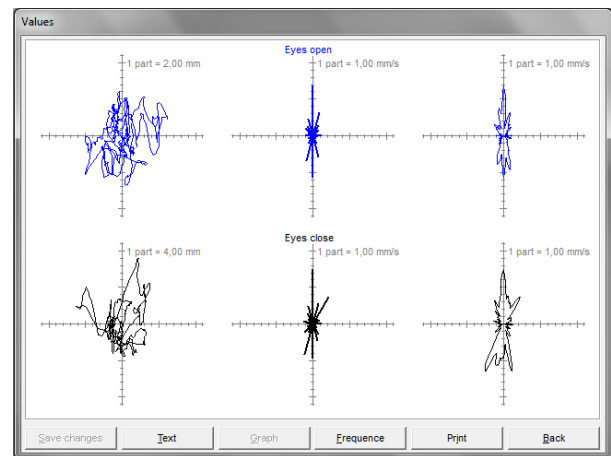 Values
Eyes open
1 part = 2,00 mm
1 part = 1,00 mm/s
1 part = 1,00 mm/s
Eyes close
1 part = 4,00 mm
1 part = 1,00 mm/s
1 part = 1,00 mm/s
Save changes
Text
Graph
Frequence
Print
Back